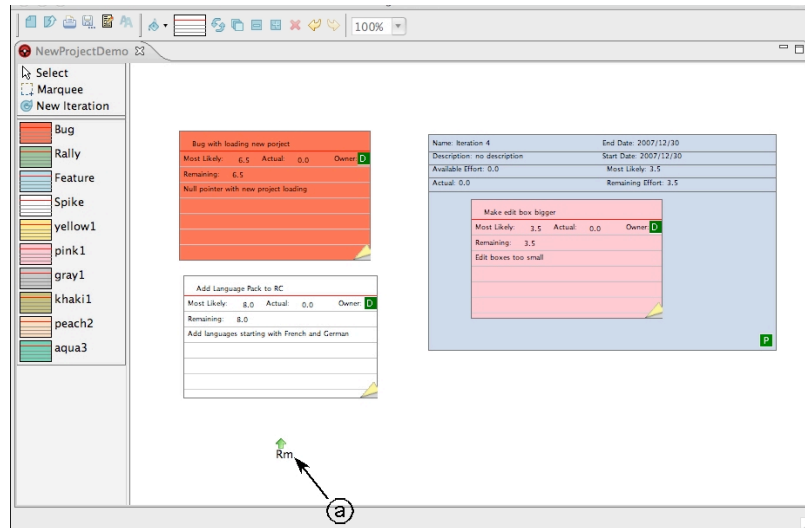 100%
NewProjectDemo
Select
Marquee
New Iteration
Bug
Rally
Feature
Spike
yellow1
pink1
gray1
khaki1
peach2
aqua3
Bug with loading new porject
Most Likely: 6.5 Actual: 0.0 Owner: D
Remaining: 6.5
Null pointer with new project loading
Add Language Pack to RC
Most Likely: 8.0 Actual: 0.0 Owner: D
Remaining: 8.0
Add languages starting with French and German
Name: Iteration 4 End Date: 2007/12/30
Description: no description Start Date: 2007/12/30
Available Effort: 0.0 Most Likely: 3.5
Actual: 0.0 Remaining Effort: 3.5
Make edit box bigger
Most Likely: 3.5 Actual: 0.0 Owner: D
Remaining: 3.5
Edit boxes too small
P
Rm
a